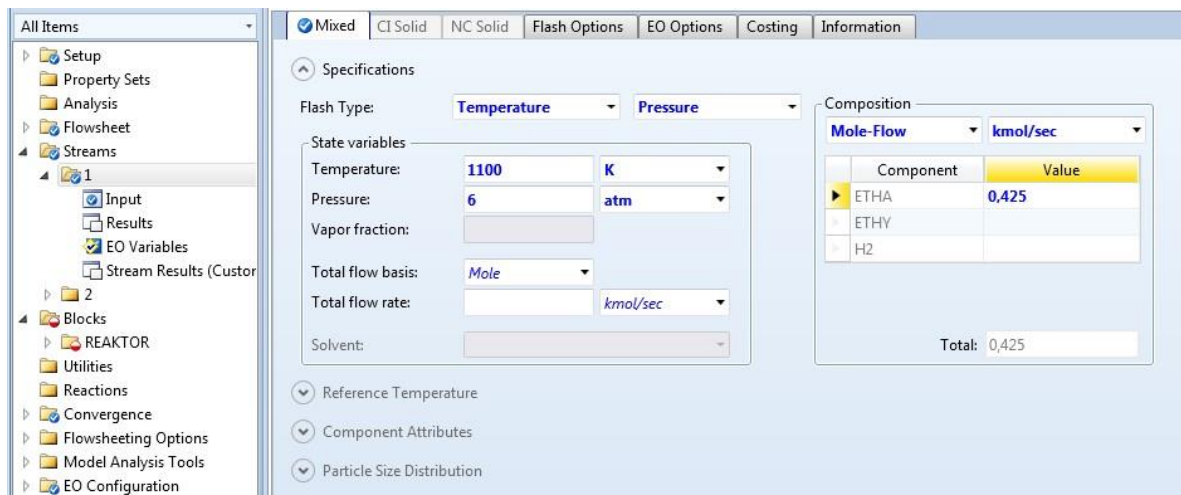 All Items
Setup
Property Sets
Analysis
Flowsheet
Streams
1
Input
Results
EO Variables
Stream Results (Custor
2
Blocks
REAKTOR
Utilities
Reactions
Convergence
Flowsheeting Options
Model Analysis Tools
EO Configuration
Mixed CI Solid NC Solid Flash Options EO Options Costing Information
Specifications
Flash Type: Temperature Pressure
State variables
Temperature: 1100 K
Pressure: 6 atm
Vapor fraction:
Total flow basis: Mole
Total flow rate: kmol/sec
Solvent:
Composition
Mole-Flow kmol/sec
Component Value
ETHA 0,425
ETHY
H2
Total: 0,425
Reference Temperature
Component Attributes
Particle Size Distribution